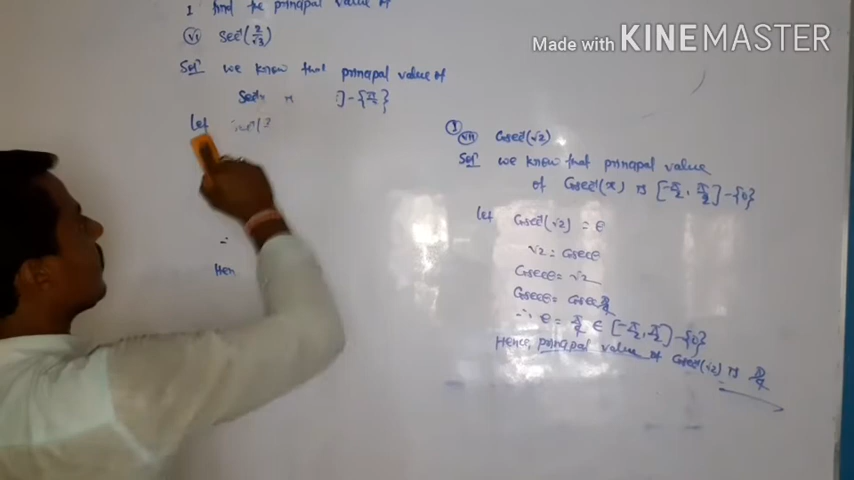 Made with KINEMASTER
1 find the principal value of
(vi) Sec⁻¹(2/√3)
Sol we know that principal value of
Sec⁻¹x is ]-{π/2}
let
∴
Hen
(I)
(vii) Cosec⁻¹(√2)
Sol we know that principal value
of Cosec⁻¹(x) is [-π/2, π/2]-{0}
let Cosec⁻¹(√2) = θ
√2 = Cosecθ
Cosecθ = √2
Cosecθ = Cosec π/4
∴ θ = π/4 ∈ [-π/2, π/2]-{0}
Hence, principal value of Cosec⁻¹(√2) is π/4